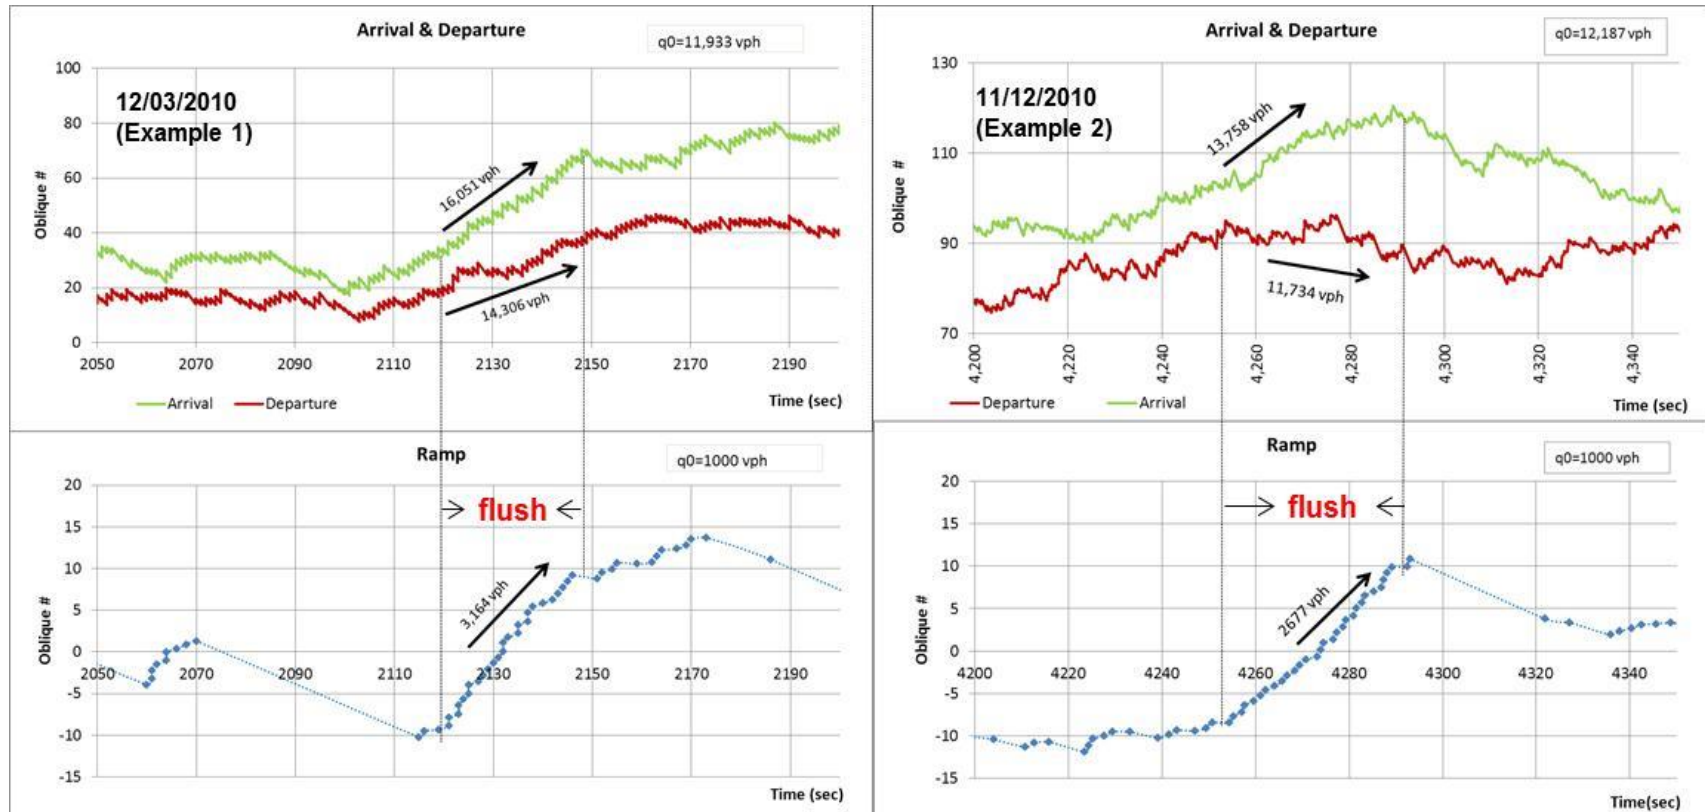 Arrival & Departure
q0=11,933 vph
Oblique #
100
80
60
40
20
0
12/03/2010
(Example 1)
16,051 vph
14,306 vph
2050 2070 2090 2110 2130 2150 2170 2190
Arrival Departure
Time (sec)
Arrival & Departure
q0=12,187 vph
Oblique #
130
110
90
70
11/12/2010
(Example 2)
13,758 vph
11,734 vph
4,200 4,220 4,240 4,260 4,280 4,300 4,320 4,340
Departure Arrival
Time (sec)
Ramp
q0=1000 vph
Oblique #
20
15
10
5
0
-5
-10
-15
flush
3,164 vph
2050 2070 2090 2110 2130 2150 2170 2190
Time (sec)
Ramp
q0=1000 vph
Oblique #
20
15
10
5
0
-5
-10
-15
flush
2677 vph
4200 4220 4240 4260 4280 4300 4320 4340
Time(sec)